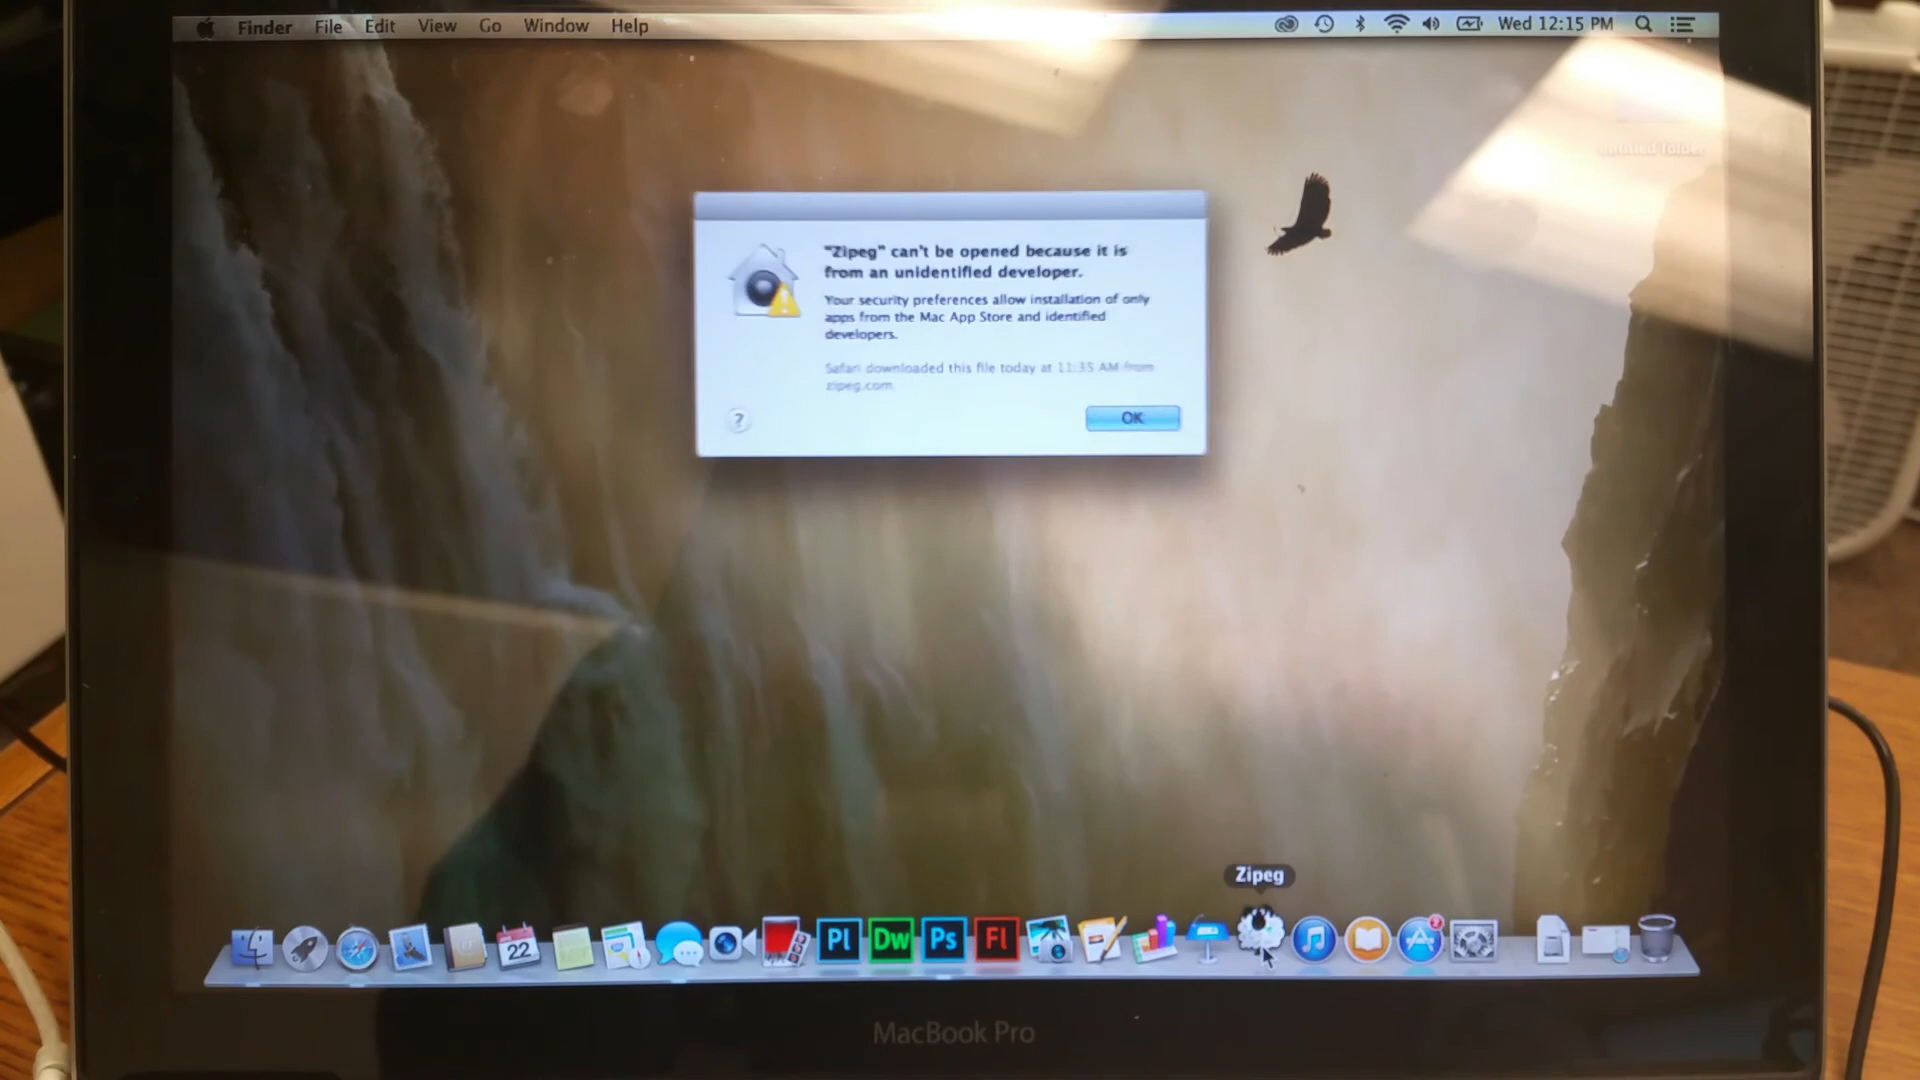 Finder File Edit View Go Window Help Wed 12:15 PM
untitled folder
"Zipeg" can't be opened because it is
from an unidentified developer.
Your security preferences allow installation of only
apps from the Mac App Store and identified
developers.
Safari downloaded this file today at 11:35 AM from
zipeg.com.
?
OK
Zipeg
22
Pl
Dw
Ps
Fl
2
MacBook Pro